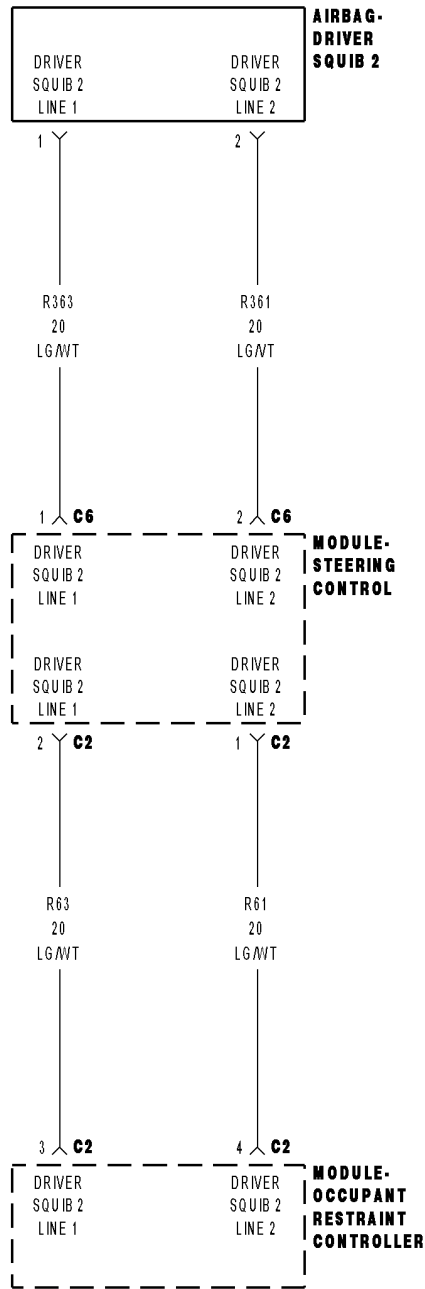 AIRBAG-
DRIVER
SQUIB 2
DRIVER
SQUIB 2
LINE 1
DRIVER
SQUIB 2
LINE 2
1
2
R363
20
LG/WT
R361
20
LG/VT
1 C6
2 C6
MODULE-
STEERING
CONTROL
DRIVER
SQUIB 2
LINE 1
DRIVER
SQUIB 2
LINE 2
DRIVER
SQUIB 2
LINE 1
DRIVER
SQUIB 2
LINE 2
2 C2
1 C2
R63
20
LG/WT
R61
20
LG/WT
3 C2
4 C2
MODULE-
OCCUPANT
RESTRAINT
CONTROLLER
DRIVER
SQUIB 2
LINE 1
DRIVER
SQUIB 2
LINE 2